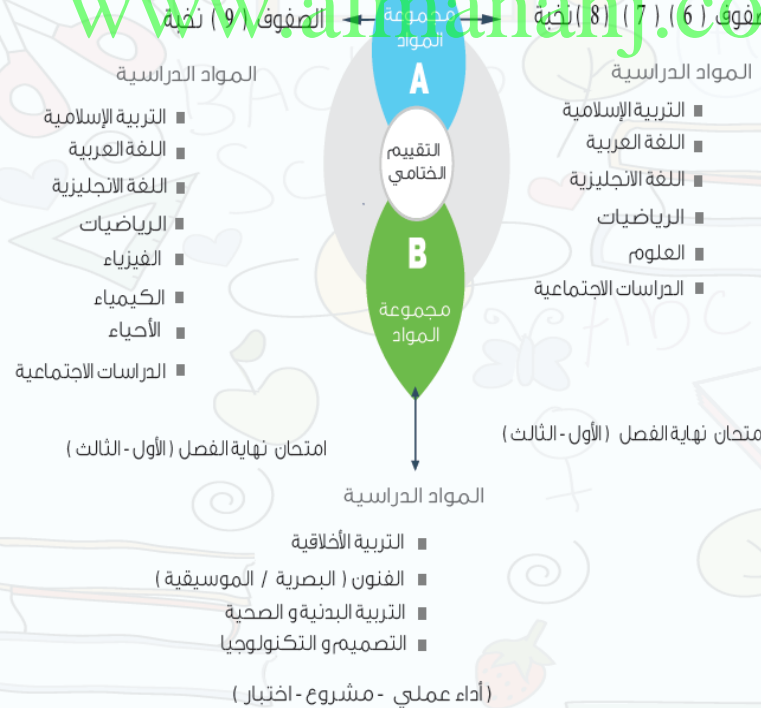 الصفوف ( 6 ) ( 7 ) ( 8 ) نخبة
مجموعة
المواد
A
الصفوف ( 9 ) نخبة
www.almanahj.co
المواد الدراسية
التربية الإسلامية
اللغة العربية
اللغة الانجليزية
الرياضيات
العلوم
الدراسات الاجتماعية
امتحان نهاية الفصل ( الأول - الثالث )
المواد الدراسية
التربية الإسلامية
اللغة العربية
اللغة الانجليزية
الرياضيات
الفيزياء
الكيمياء
الأحياء
الدراسات الاجتماعية
امتحان نهاية الفصل ( الأول - الثالث )
التقييم
الختامي
B
مجموعة
المواد
المواد الدراسية
التربية الأخلاقية
الفنون ( البصرية / الموسيقية )
التربية البدنية و الصحية
التصميم و التكنولوجيا
( أداء عملي - مشروع - اختبار )